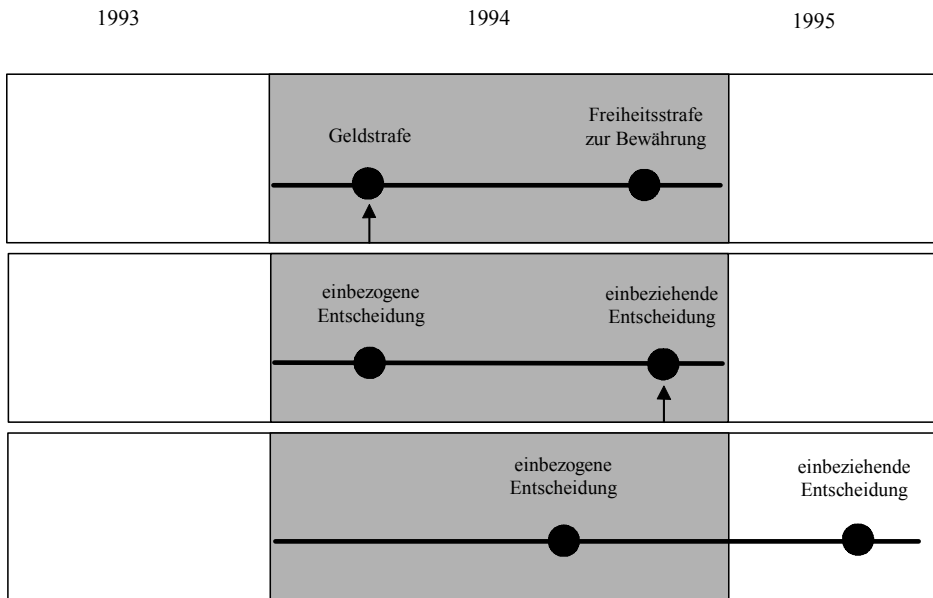 1993
1994
1995
Geldstrafe
Freiheitsstrafe
zur Bewährung
einbezogene
Entscheidung
einbeziehende
Entscheidung
einbezogene
Entscheidung
einbeziehende
Entscheidung